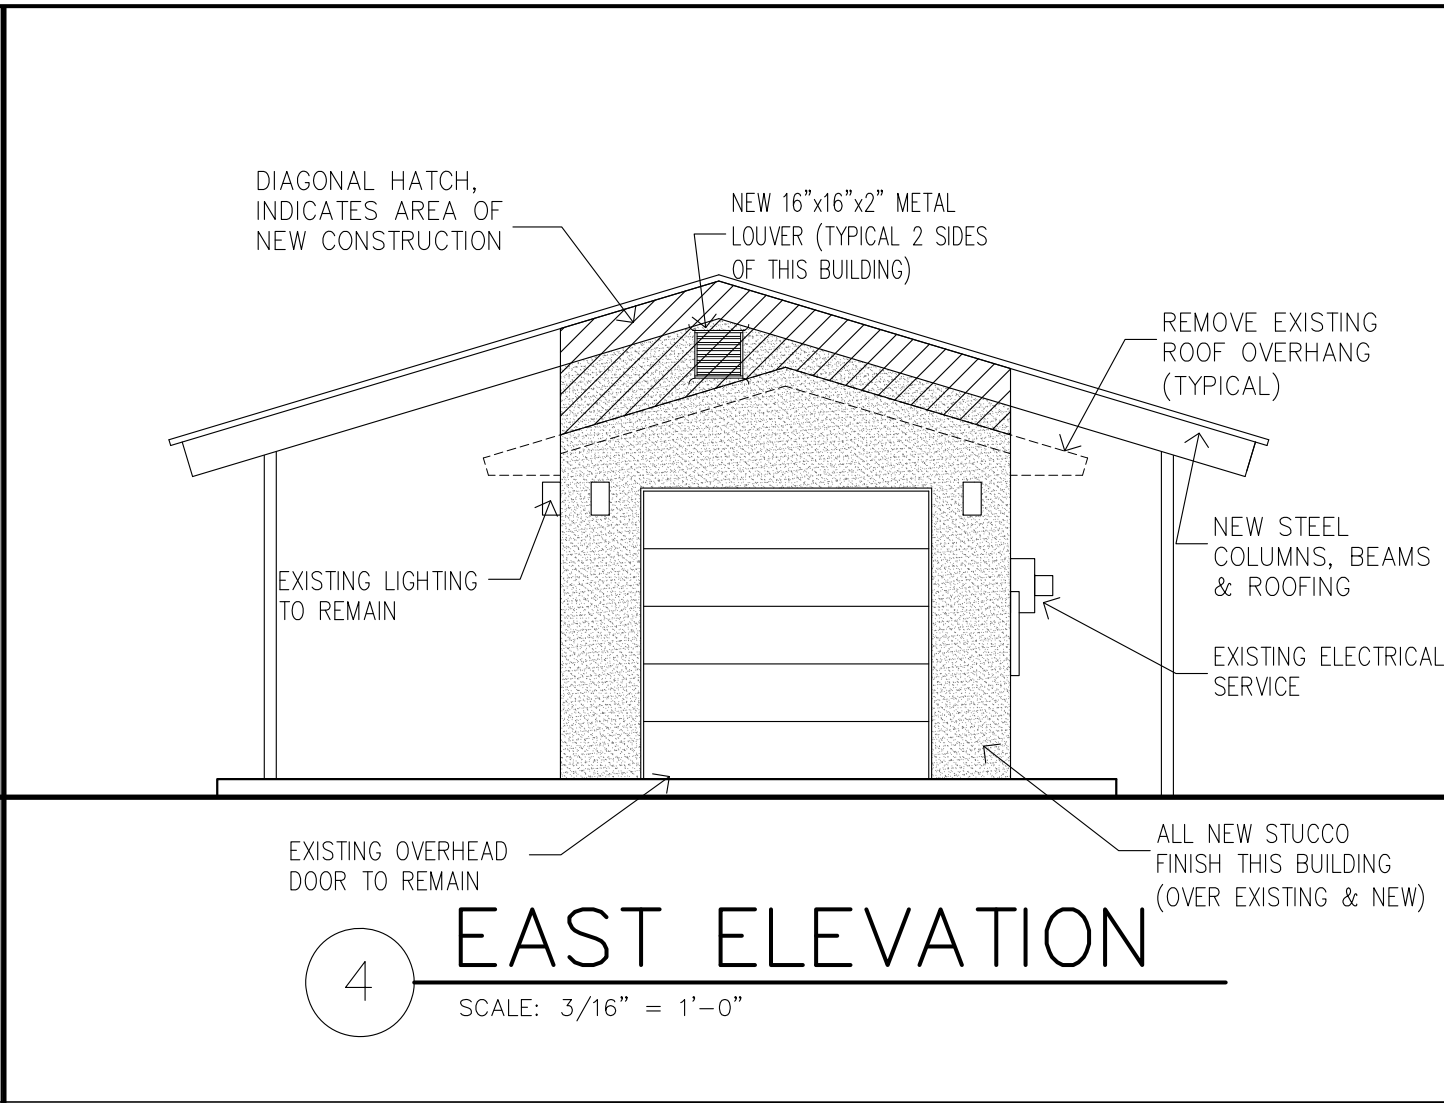 DIAGONAL HATCH,
INDICATES AREA OF
NEW CONSTRUCTION
NEW 16"x16"x2" METAL
LOUVER (TYPICAL 2 SIDES
OF THIS BUILDING)
REMOVE EXISTING
ROOF OVERHANG
(TYPICAL)
NEW STEEL
COLUMNS, BEAMS
& ROOFING
EXISTING LIGHTING
TO REMAIN
EXISTING ELECTRICAL
SERVICE
EXISTING OVERHEAD
DOOR TO REMAIN
ALL NEW STUCCO
FINISH THIS BUILDING
(OVER EXISTING & NEW)
4
EAST ELEVATION
SCALE: 3/16" = 1'-0"